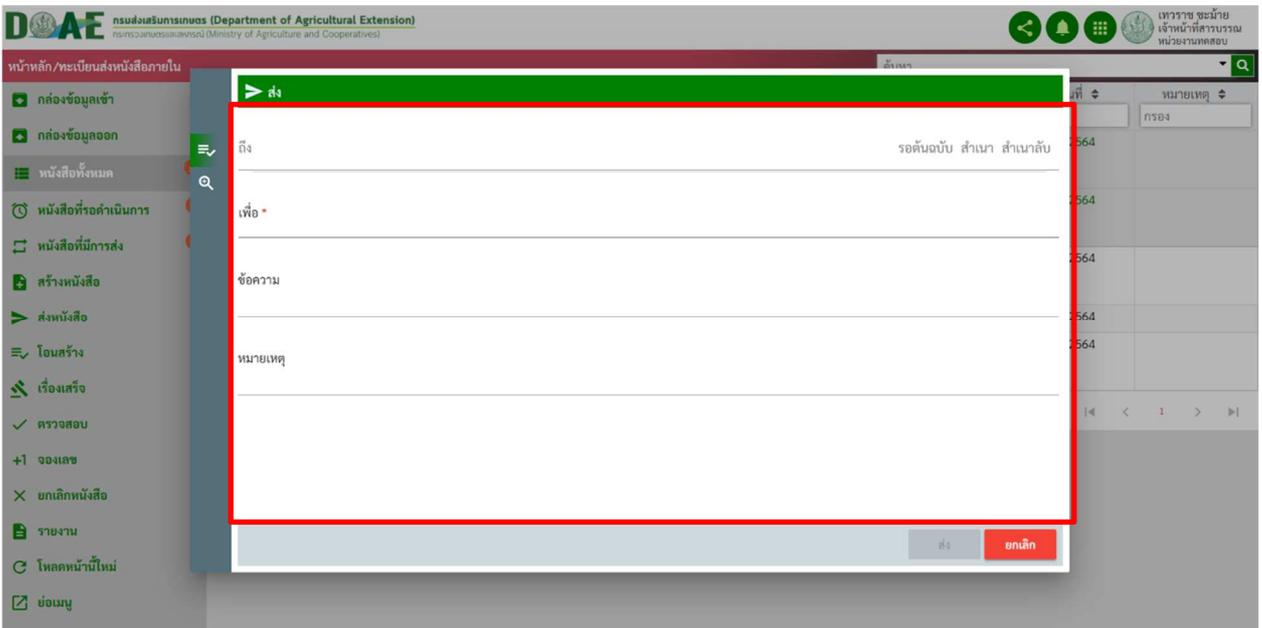 DOAE กรมส่งเสริมการเกษตร (Department of Agricultural Extension)
กระทรวงเกษตรและสหกรณ์ (Ministry of Agriculture and Cooperatives)
เทวราช ชะม้าย
เจ้าหน้าที่สารบรรณ
หน่วยงานทดสอบ
หน้าหลัก/ทะเบียนส่งหนังสือภายใน
ค้นหา
ส่ง
นที่ หมายเหตุ
กรอง
กล่องข้อมูลเข้า
กล่องข้อมูลออก
หนังสือทั้งหมด
หนังสือที่รอดำเนินการ
หนังสือที่มีการส่ง
สร้างหนังสือ
ส่งหนังสือ
โอนสร้าง
เรื่องเสร็จ
ตรวจสอบ
+1 จองเลข
ยกเลิกหนังสือ
รายงาน
โหลดหน้านี้ใหม่
ย่อเมนู
ถึง รอต้นฉบับ สำเนา สำเนาลับ
เพื่อ *
ข้อความ
หมายเหตุ
2564
2564
2564
2564
2564
1
ส่ง ยกเลิก